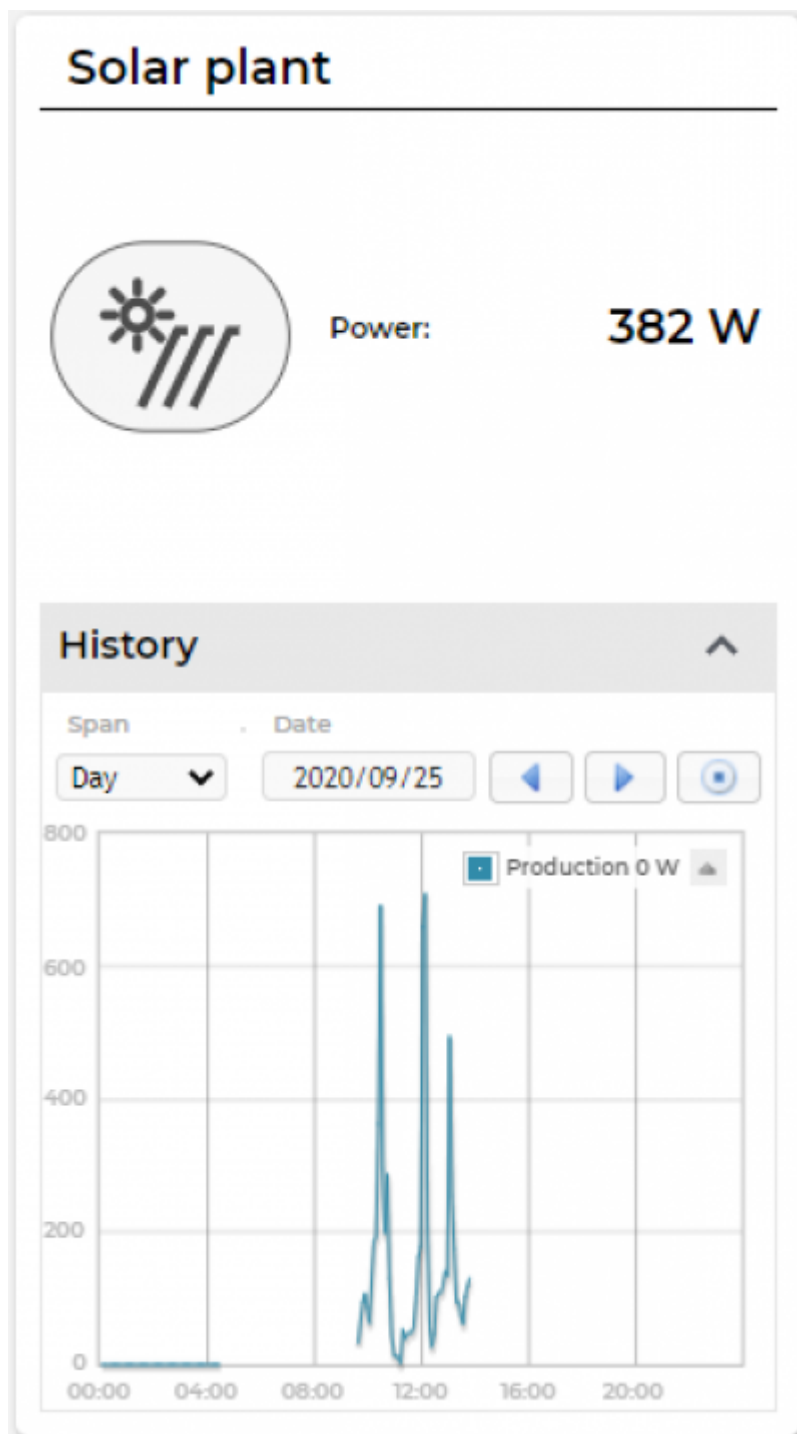 Solar plant
Power: 382 W
History
Span Date
Day 2020/09/25
800
Production 0 W
600
400
200
0
00:00 04:00 08:00 12:00 16:00 20:00